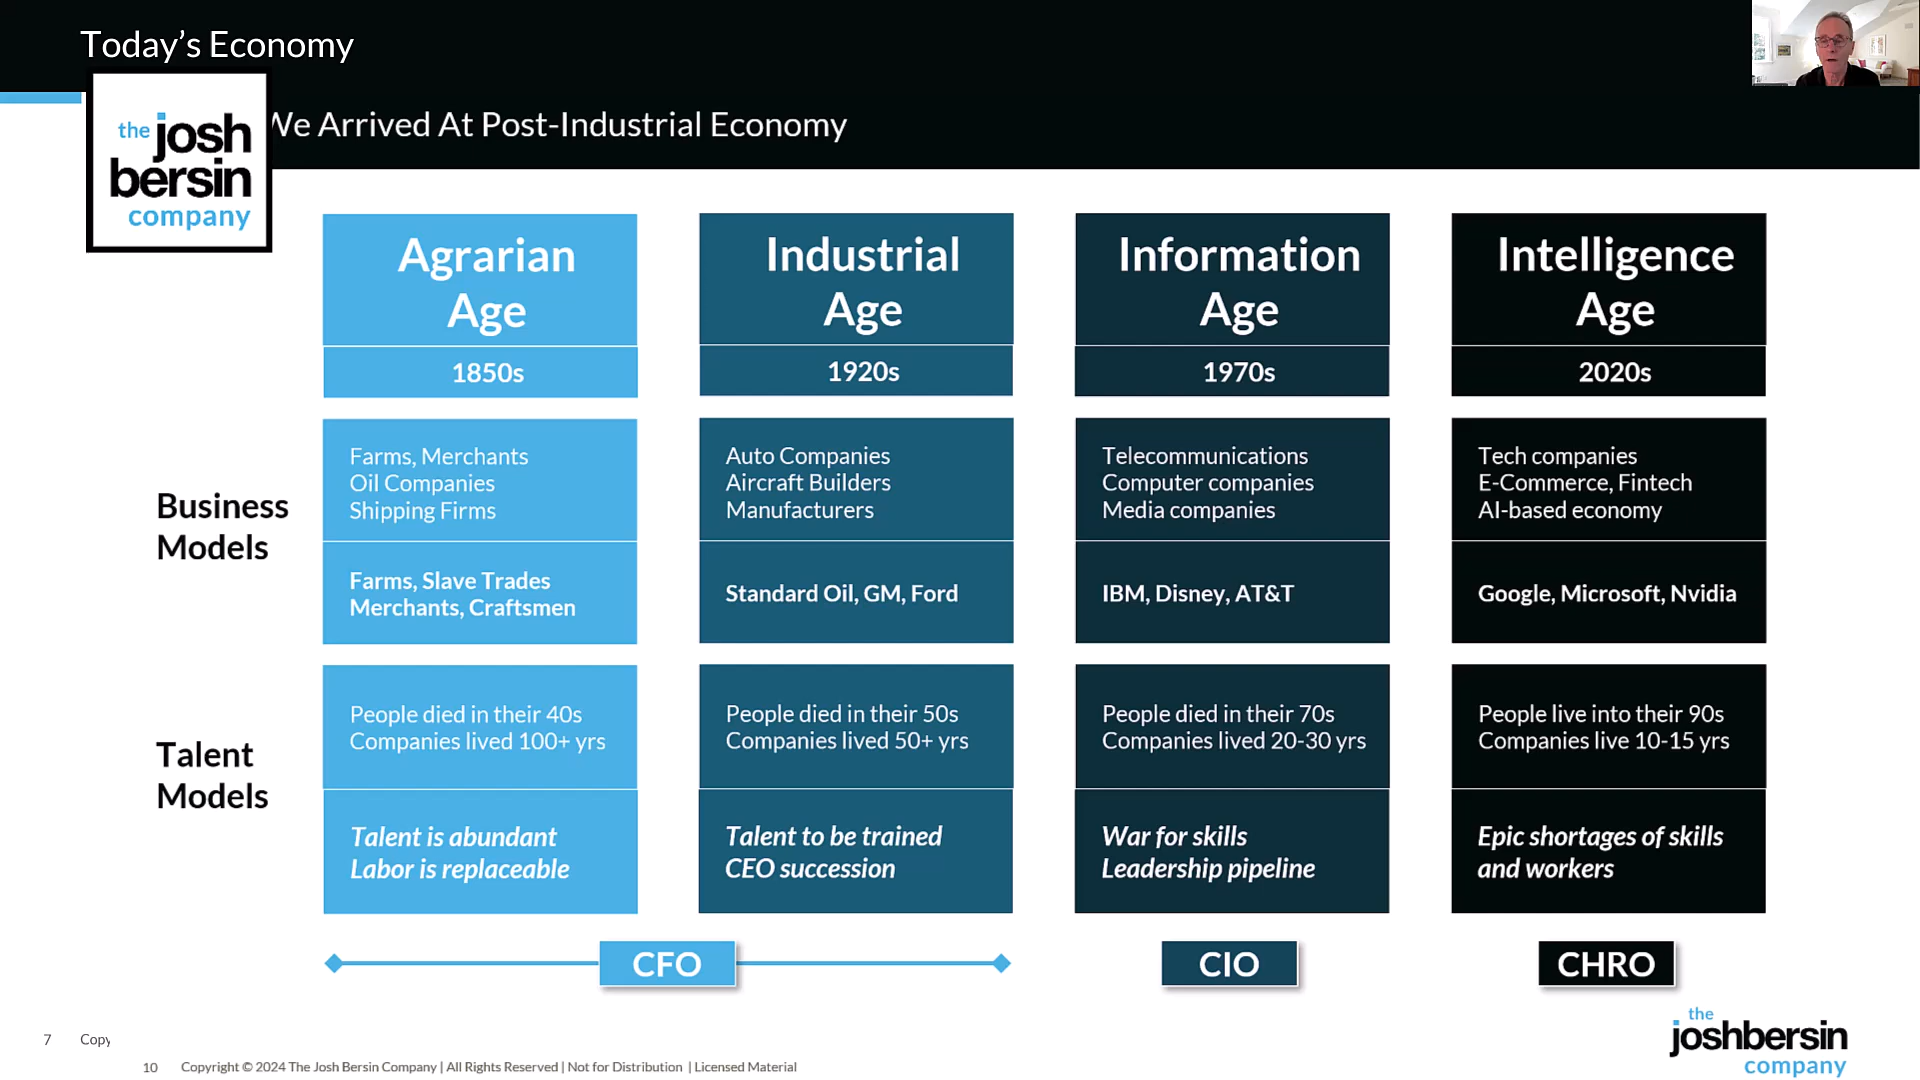 Today's Economy
We Arrived At Post-Industrial Economy
the
josh
bersin
company
Agrarian
Age
1850s
Industrial
Age
1920s
Information
Age
1970s
Intelligence
Age
2020s
Business
Models
Farms, Merchants
Oil Companies
Shipping Firms
Auto Companies
Aircraft Builders
Manufacturers
Telecommunications
Computer companies
Media companies
Tech companies
E-Commerce, Fintech
AI-based economy
Farms, Slave Trades
Merchants, Craftsmen
Standard Oil, GM, Ford
IBM, Disney, AT&T
Google, Microsoft, Nvidia
Talent
Models
People died in their 40s
Companies lived 100+ yrs
People died in their 50s
Companies lived 50+ yrs
People died in their 70s
Companies lived 20-30 yrs
People live into their 90s
Companies live 10-15 yrs
Talent is abundant
Labor is replaceable
Talent to be trained
CEO succession
War for skills
Leadership pipeline
Epic shortages of skills
and workers
CFO
CIO
CHRO
the
joshbersin
company
7 Copy
10 Copyright © 2024 The Josh Bersin Company | All Rights Reserved | Not for Distribution | Licensed Material